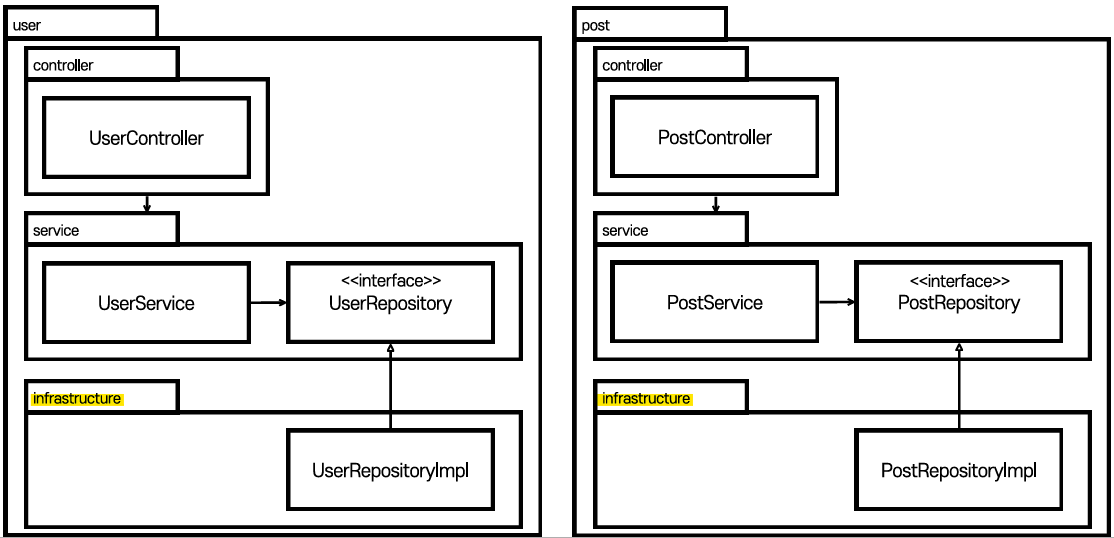 user
controller
UserController
service
UserService
<<interface>>
UserRepository
infrastructure
UserRepositoryImpl
post
controller
PostController
service
PostService
<<interface>>
PostRepository
infrastructure
PostRepositoryImpl